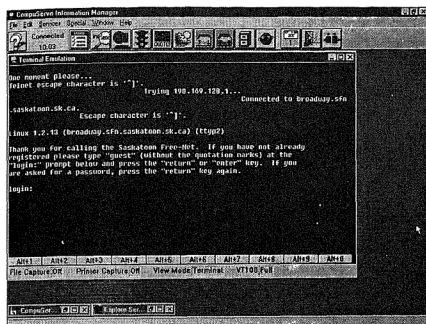 CompuServe Information Manager
File Edit Services Special Window Help
Connected
10.03
Terminal Emulation
One moment please...
Telnet escape character is '^]'.
Trying 198.169.128.1...
Connected to broadway.sfn
.saskatoon.sk.ca.
Escape character is '^]'.
Linux 1.2.13 (broadway.sfn.saskatoon.sk.ca) (ttyp2)
Thank you for calling the Saskatoon Free-Net. If you have not already
registered please type "guest" (without the quotation marks) at the
"login:" prompt below and press the "return" or "enter" key. If you
are asked for a password, press the "return" key again.
login:
Alt+1 Alt+2 Alt+3 Alt+4 Alt+5 Alt+6 Alt+7 Alt+8 Alt+9 Alt+0
File Capture:Off Printer Capture:Off View Mode:Terminal VT100,Full
CompuSer... Explore Ser...